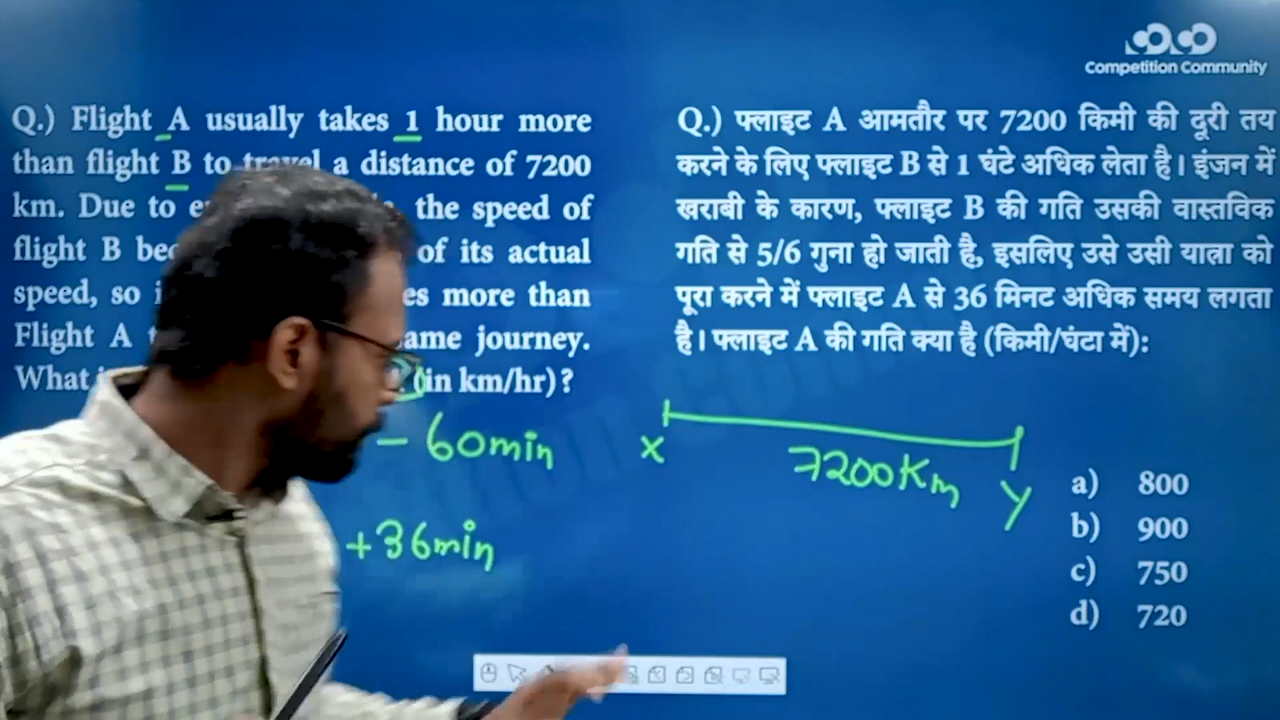 Competition Community
Q.) Flight A usually takes 1 hour more
than flight B to travel a distance of 7200
km. Due to the speed of
flight B of its actual
speed, so more than
Flight A same journey.
What (in km/hr)?
Q.) फ्लाइट A आमतौर पर 7200 किमी की दूरी तय
करने के लिए फ्लाइट B से 1 घंटे अधिक लेता है। इंजन में
खराबी के कारण, फ्लाइट B की गति उसकी वास्तविक
गति से 5/6 गुना हो जाती है, इसलिए उसे उसी यात्रा को
पूरा करने में फ्लाइट A से 36 मिनट अधिक समय लगता
है। फ्लाइट A की गति क्या है (किमी/घंटा में):
- 60min
+36min
x
7200Km
y
a) 800
b) 900
c) 750
d) 720